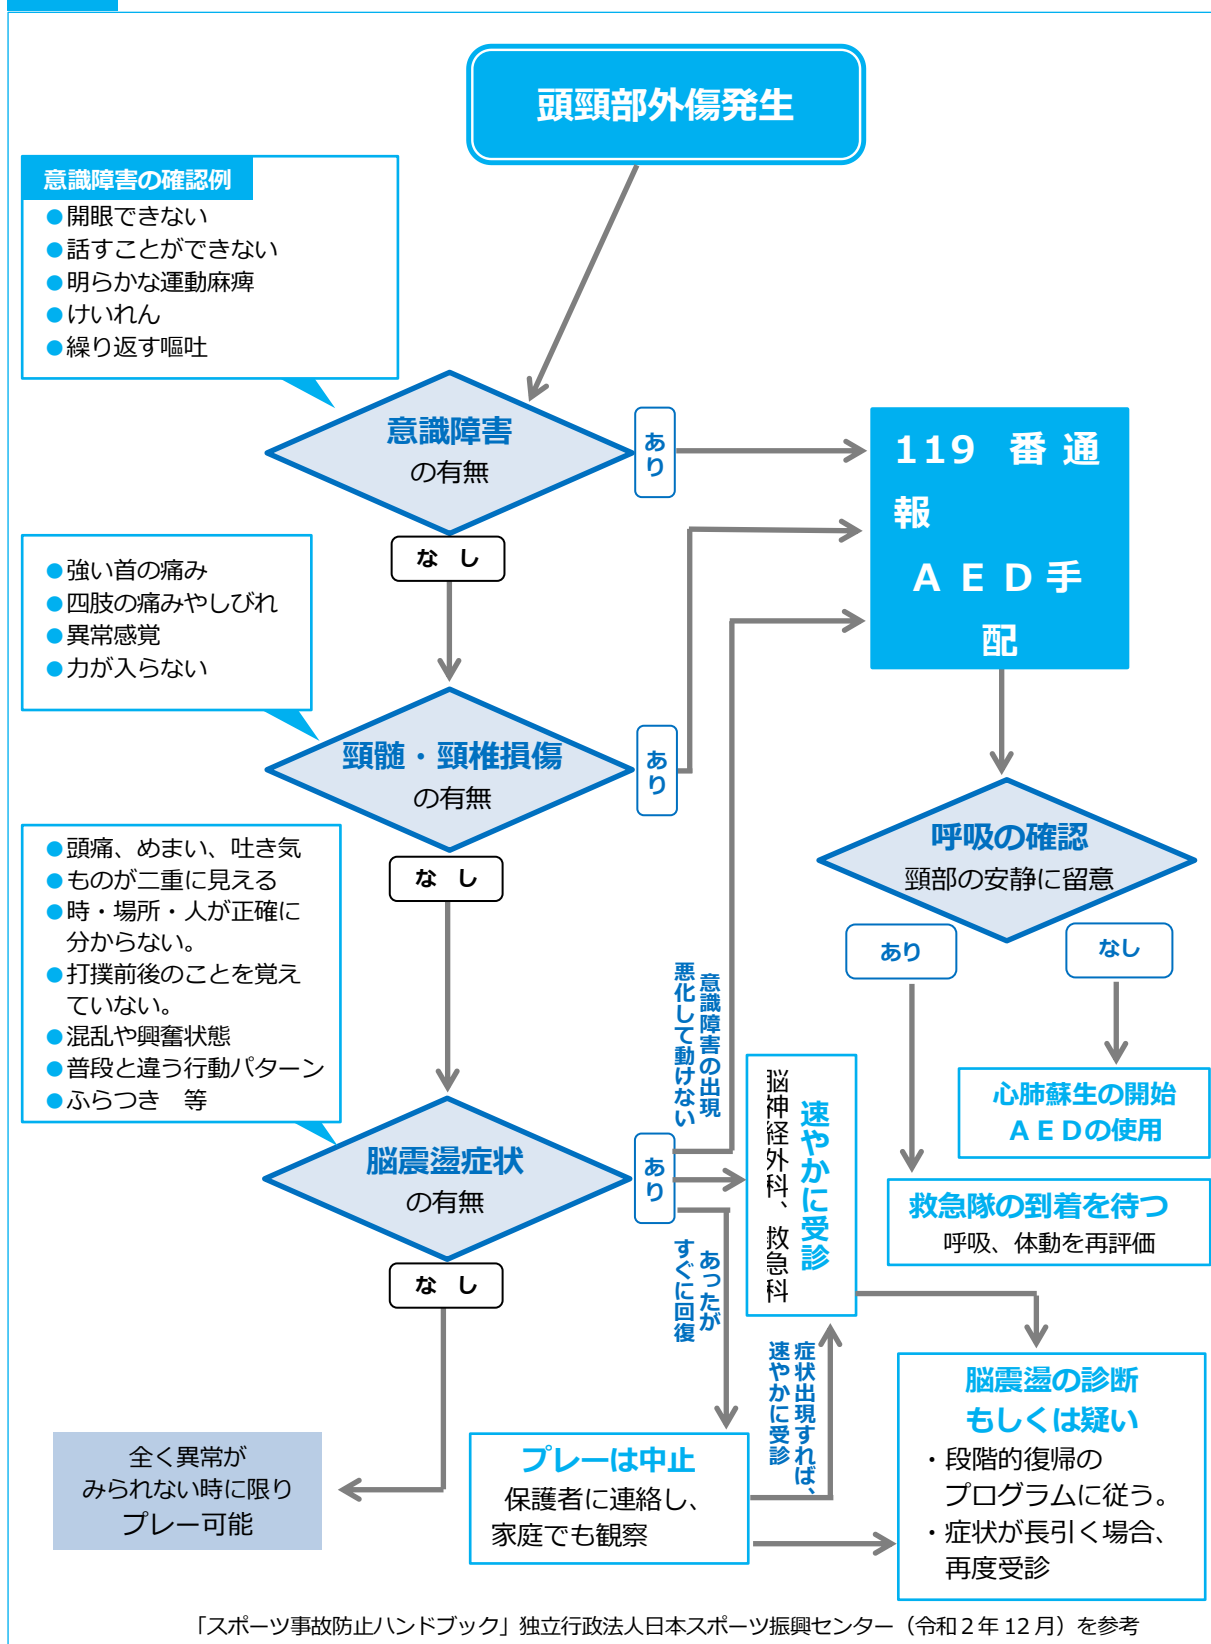 頭頸部外傷発生
意識障害の確認例
●開眼できない
●話すことができない
●明らかな運動麻痺
●けいれん
●繰り返す嘔吐
意識障害
の有無
あり
119 番通
報
AED手
配
なし
●強い首の痛み
●四肢の痛みやしびれ
●異常感覚
●力が入らない
頸髄・頸椎損傷
の有無
あり
呼吸の確認
頸部の安静に留意
なし
●頭痛、めまい、吐き気
●ものが二重に見える
●時・場所・人が正確に
分からない。
●打撲前後のことを覚え
ていない。
●混乱や興奮状態
●普段と違う行動パターン
●ふらつき 等
あり
なし
意識障害の出現
悪化して動けない
心肺蘇生の開始
AEDの使用
脳震盪症状
の有無
あり
速やかに受診
脳神経外科、救急科
救急隊の到着を待つ
呼吸、体動を再評価
なし
あったが
すぐに回復
症状出現すれば、
速やかに受診
脳震盪の診断
もしくは疑い
・段階的復帰の
プログラムに従う。
・症状が長引く場合、
再度受診
全く異常が
みられない時に限り
プレー可能
プレーは中止
保護者に連絡し、
家庭でも観察
「スポーツ事故防止ハンドブック」独立行政法人日本スポーツ振興センター（令和２年 12 月）を参考